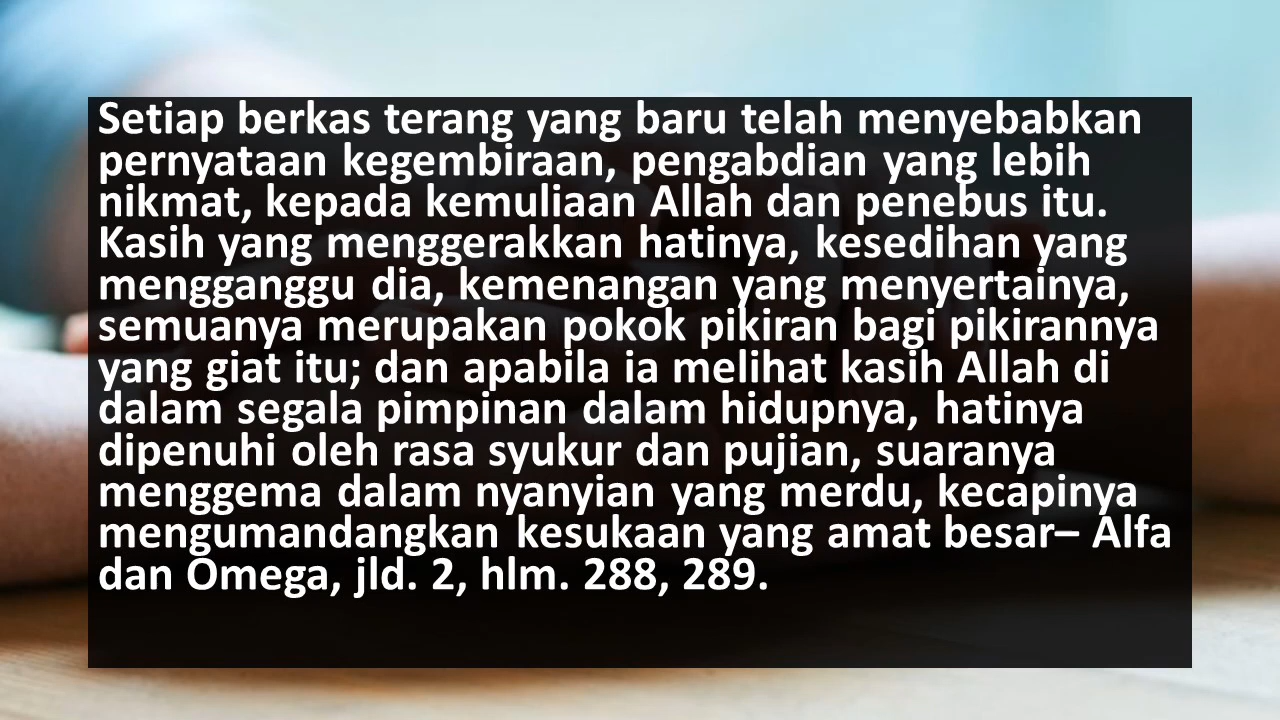 Setiap berkas terang yang baru telah menyebabkan
pernyataan kegembiraan, pengabdian yang lebih
nikmat, kepada kemuliaan Allah dan penebus itu.
Kasih yang menggerakkan hatinya, kesedihan yang
mengganggu dia, kemenangan yang menyertainya,
semuanya merupakan pokok pikiran bagi pikirannya
yang giat itu; dan apabila ia melihat kasih Allah di
dalam segala pimpinan dalam hidupnya, hatinya
dipenuhi oleh rasa syukur dan pujian, suaranya
menggema dalam nyanyian yang merdu, kecapinya
mengumandangkan kesukaan yang amat besar– Alfa
dan Omega, jld. 2, hlm. 288, 289.